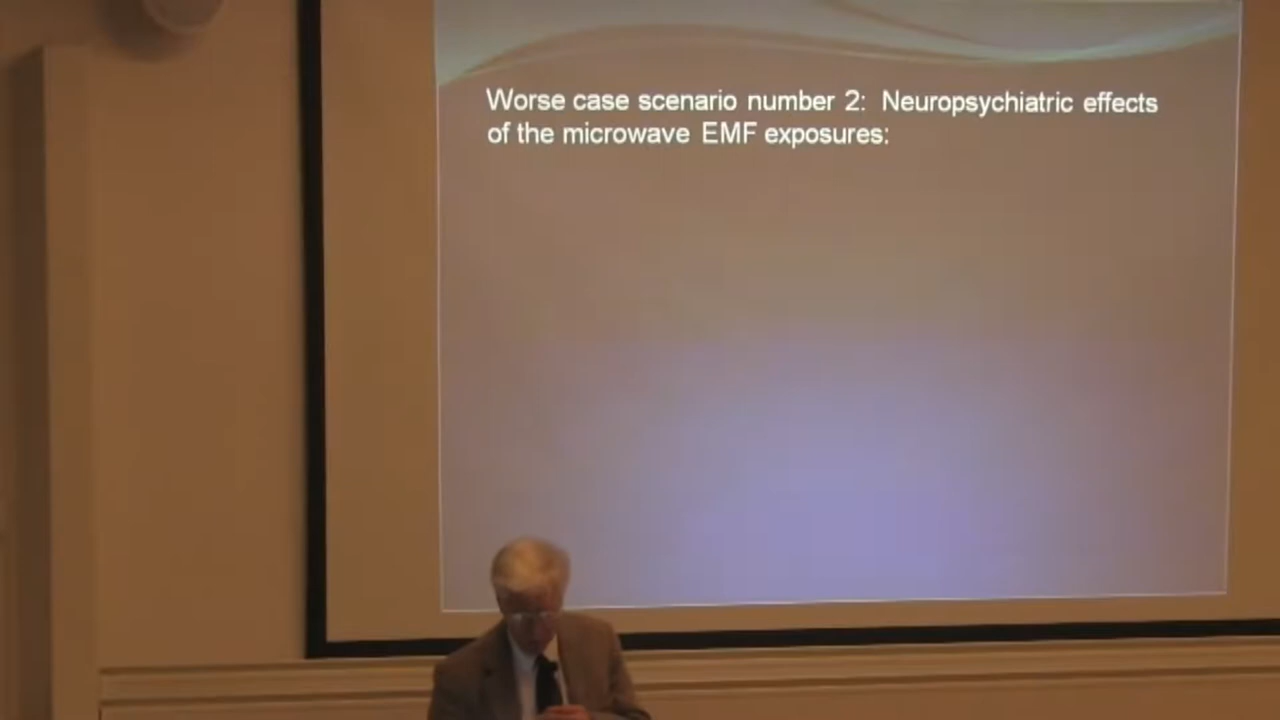 Worse case scenario number 2: Neuropsychiatric effects
of the microwave EMF exposures: